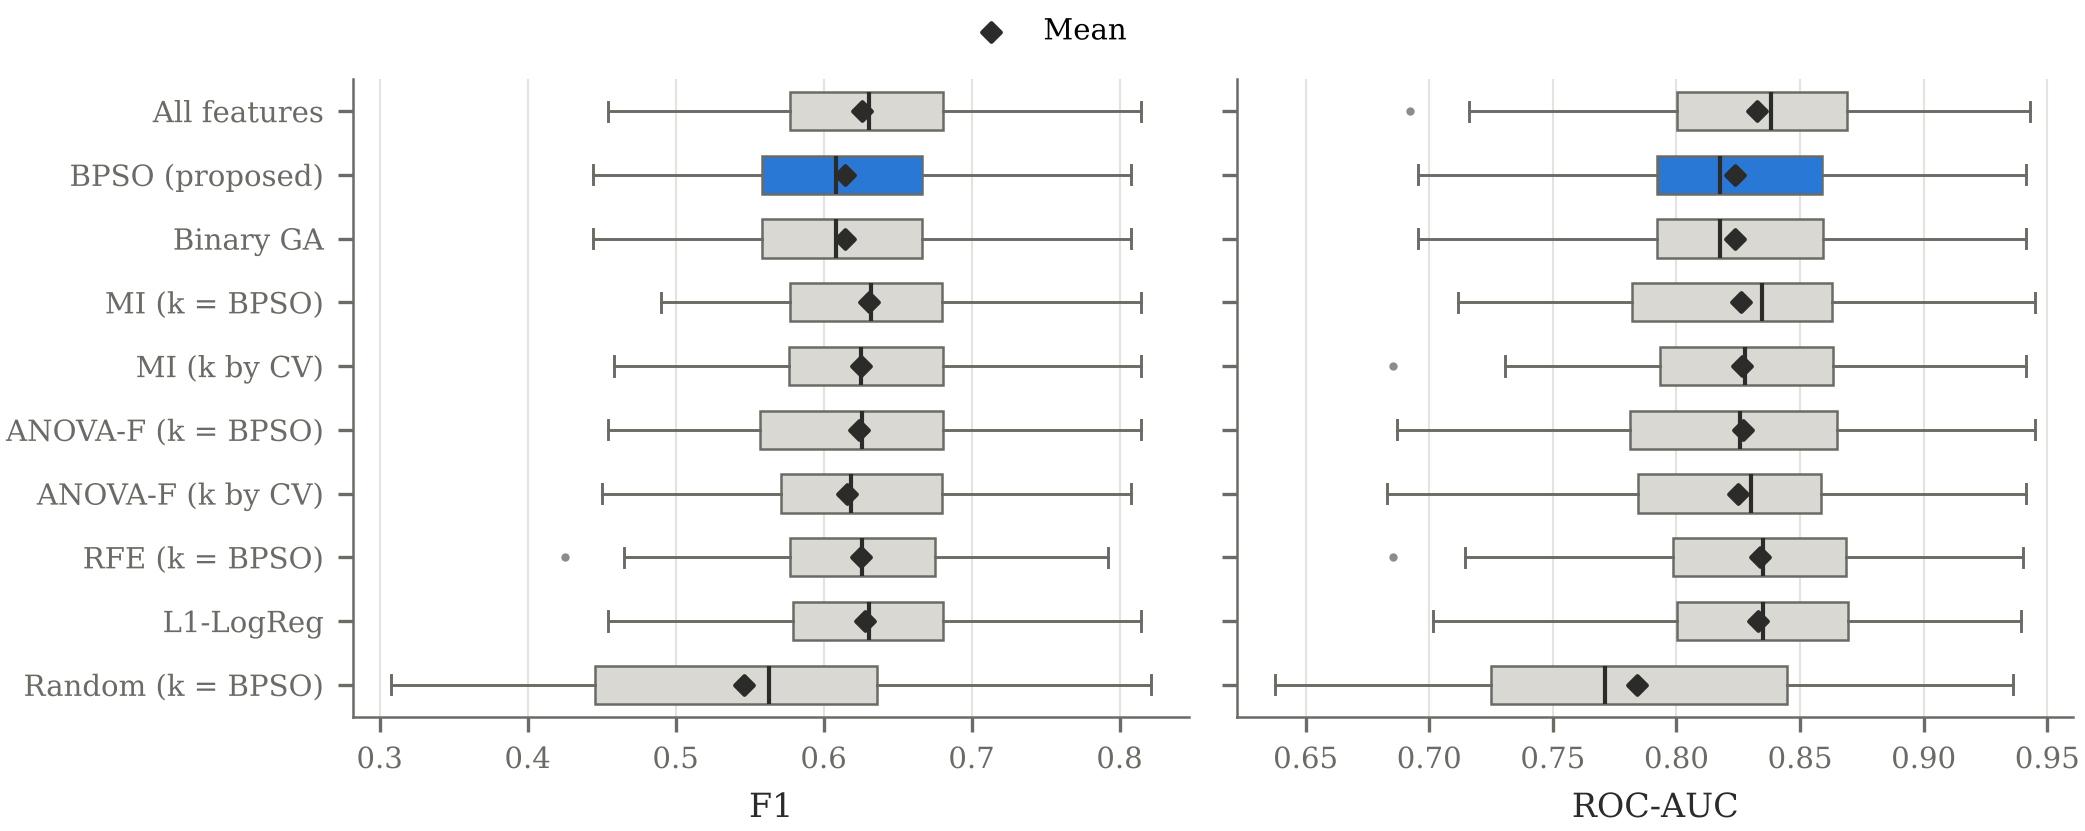 Mean
All features
BPSO (proposed)
Binary GA
MI (k = BPSO)
MI (k by CV)
ANOVA-F (k = BPSO)
ANOVA-F (k by CV)
RFE (k = BPSO)
L1-LogReg
Random (k = BPSO)
0.3 0.4 0.5 0.6 0.7 0.8
F1
0.65 0.70 0.75 0.80 0.85 0.90 0.95
ROC-AUC